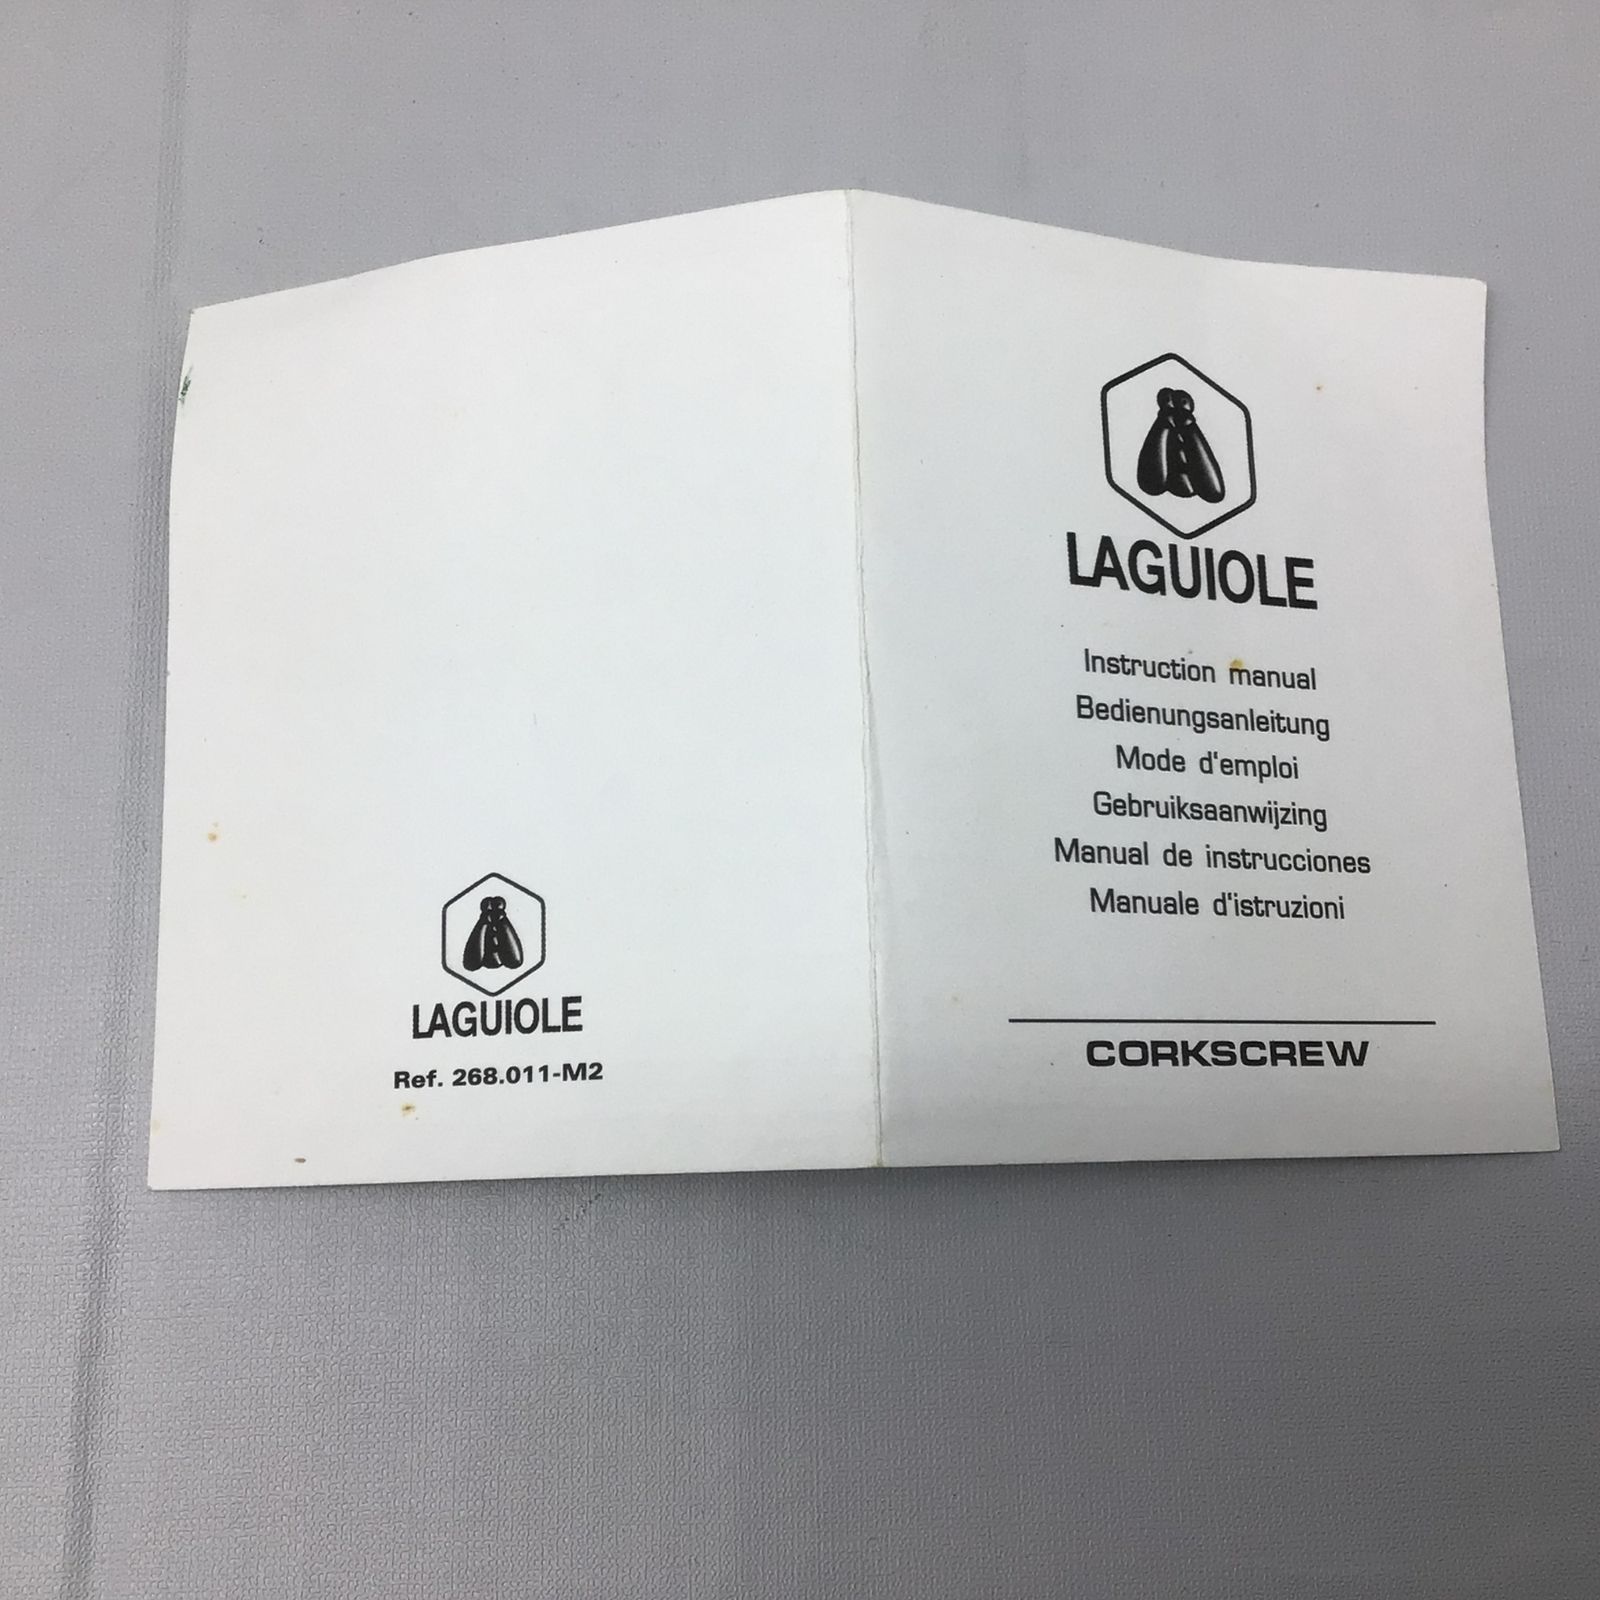 LAGUIOLE
Ref. 268.011-M2
LAGUIOLE
Instruction manual
Bedienungsanleitung
Mode d'emploi
Gebruiksaanwijzing
Manual de instrucciones
Manuale d'istruzioni
CORKSCREW